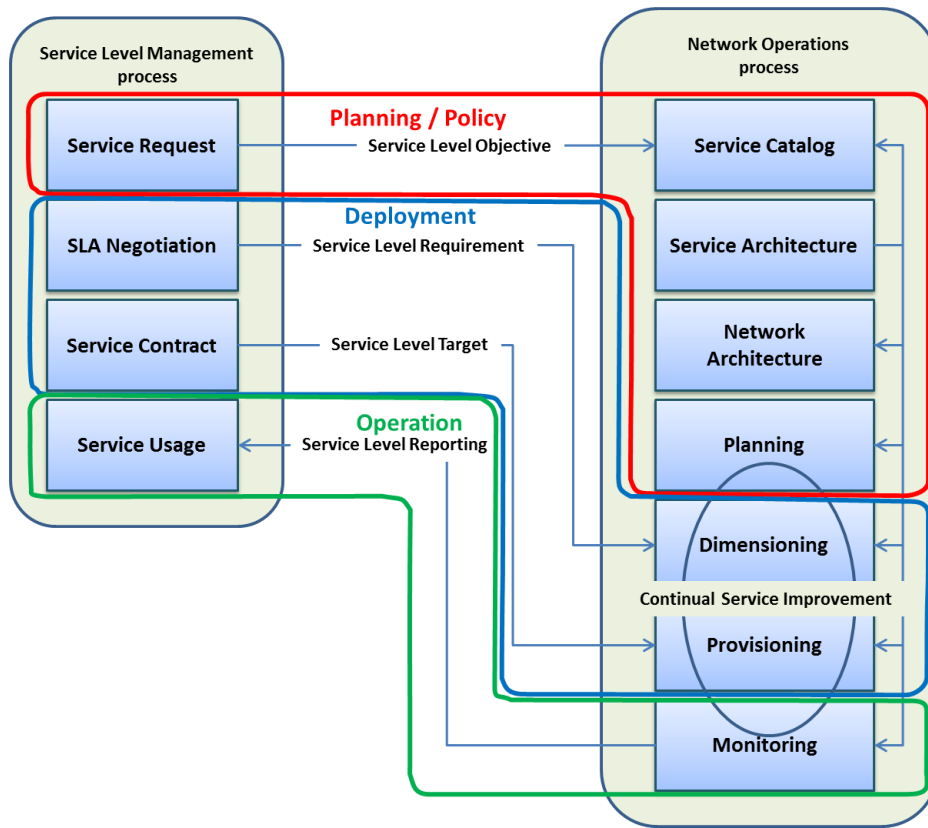 Service Level Management
process
Network Operations
process
Planning / Policy
Service Request
Service Level Objective
Service Catalog
Deployment
SLA Negotiation
Service Level Requirement
Service Architecture
Service Contract
Service Level Target
Network
Architecture
Operation
Service Usage
Service Level Reporting
Planning
Dimensioning
Continual Service Improvement
Provisioning
Monitoring